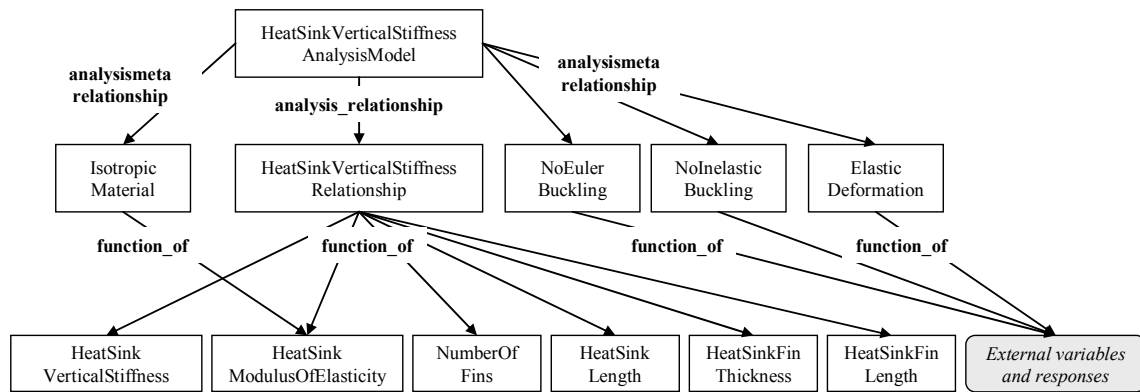 HeatSinkVerticalStiffness
AnalysisModel
analysismeta
relationship
analysis_relationship
analysismeta
relationship
Isotropic
Material
HeatSinkVerticalStiffness
Relationship
NoEuler
Buckling
NoInelastic
Buckling
Elastic
Deformation
function_of
function_of
function_of
function_of
HeatSink
VerticalStiffness
HeatSink
ModulusOfElasticity
NumberOf
Fins
HeatSink
Length
HeatSinkFin
Thickness
HeatSinkFin
Length
External variables
and responses